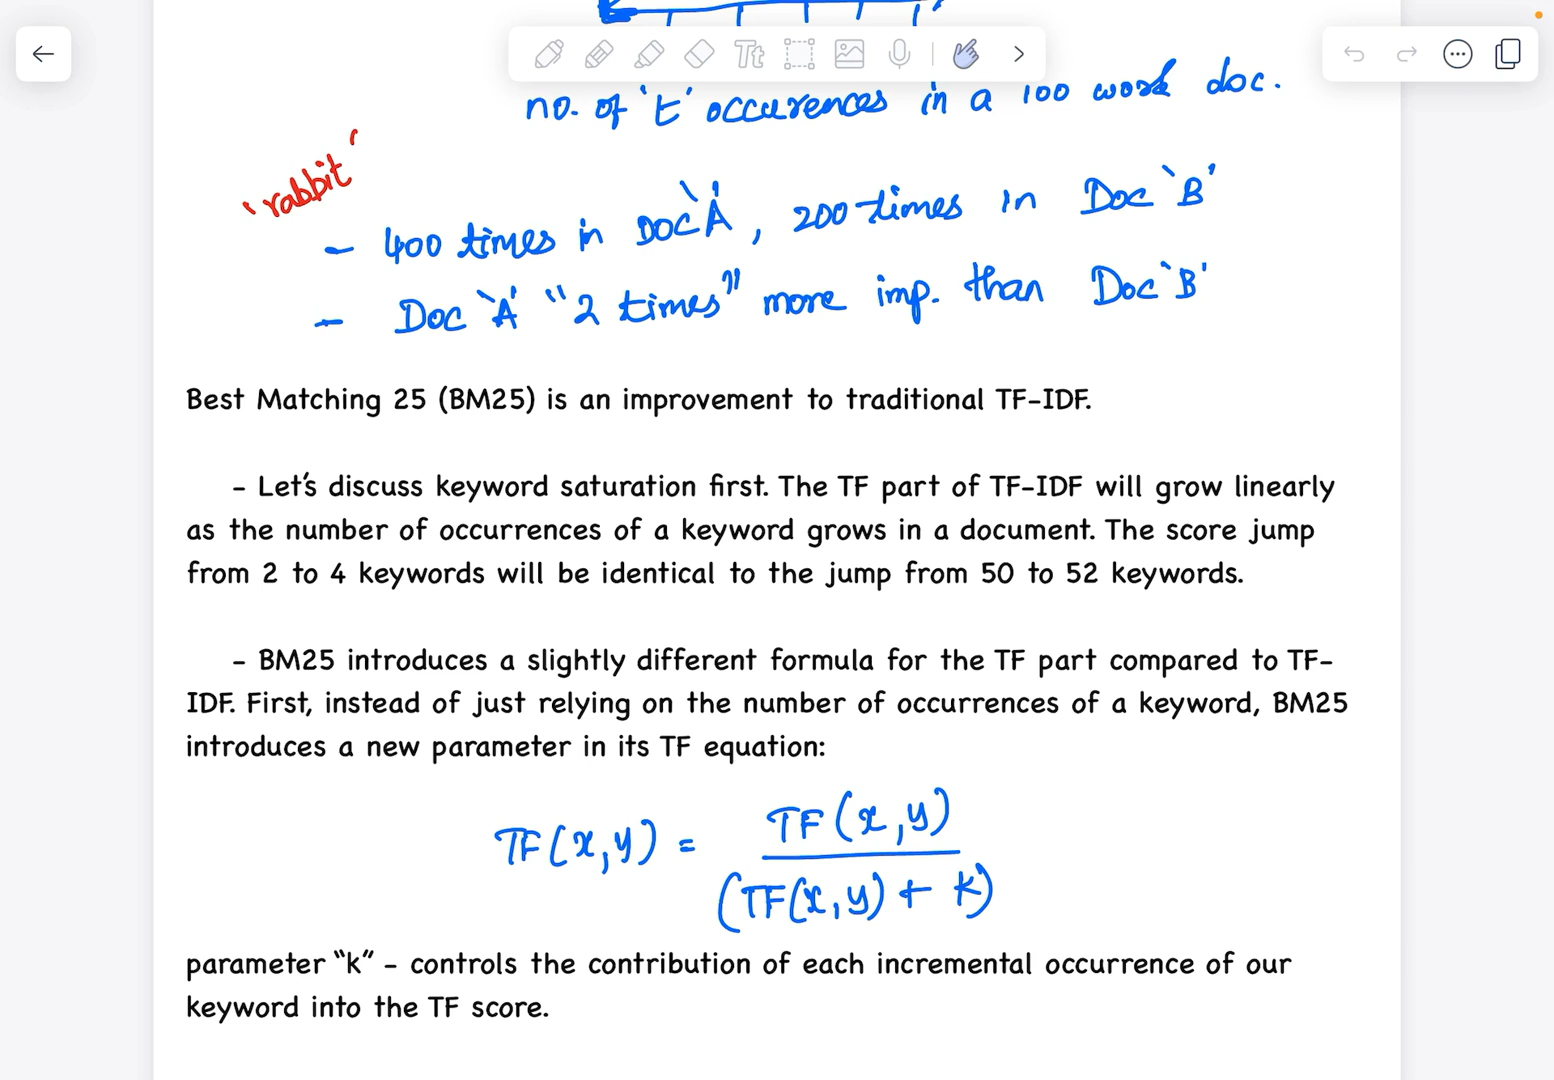 Tt
no. of 't' occurences in a 100 work doc.
'rabbit'
- 400 times in Doc 'A', 200 times in Doc 'B'
- Doc 'A' "2 times" more imp. than Doc 'B'
Best Matching 25 (BM25) is an improvement to traditional TF-IDF.
- Let's discuss keyword saturation first. The TF part of TF-IDF will grow linearly
as the number of occurrences of a keyword grows in a document. The score jump
from 2 to 4 keywords will be identical to the jump from 50 to 52 keywords.
- BM25 introduces a slightly different formula for the TF part compared to TF-
IDF. First, instead of just relying on the number of occurrences of a keyword, BM25
introduces a new parameter in its TF equation:
TF(x,y) = TF(x,y)
(TF(x,y) + K)
parameter "k" - controls the contribution of each incremental occurrence of our
keyword into the TF score.